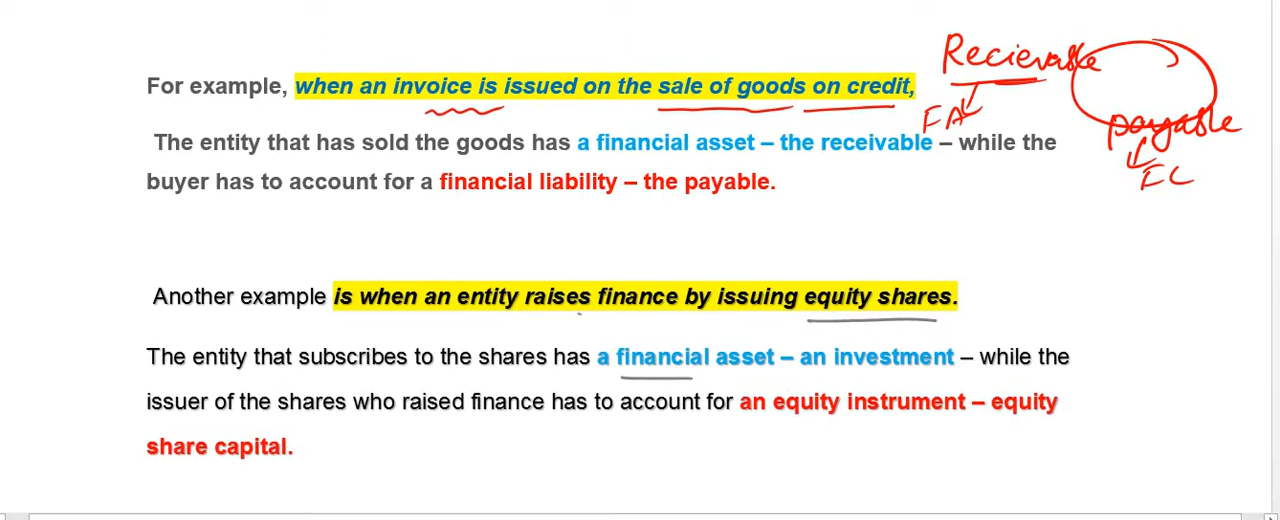 For example, when an invoice is issued on the sale of goods on credit,
Recievable
FA
payable
FL
The entity that has sold the goods has a financial asset – the receivable – while the
buyer has to account for a financial liability – the payable.
Another example is when an entity raises finance by issuing equity shares.
The entity that subscribes to the shares has a financial asset – an investment – while the
issuer of the shares who raised finance has to account for an equity instrument – equity
share capital.